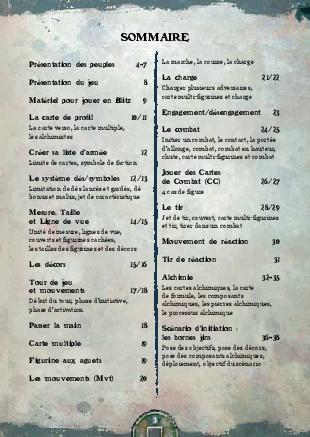 SOMMAIRE
Présentation des peuples 4-7
Présentation du jeu 8
Matériel pour jouer en Blitz 9
La carte de profil 10/11
La carte verso, la carte multiple,
les alchimistes
Créer sa liste d'armée 12
Limite de cartes, symbole de faction
Le système dés/symboles 12/13
Limitation de dés lancés et gardés, dé
bonus et malus, jet de caractéristique
Mesure, Taille
et Ligne de vue 14/15
Unité de mesure, lignes de vue,
couverts et figurines cachées,
les tailles des figurines et des décors
Les décors 15/16
Tour de jeu
et mouvements 17/18
Début du tour, phase d'initiative,
phase d'activation
Passer la main 18
Carte multiple 19
Figurine aux aguets 19
Les mouvements (Mvt) 20
La marche, la course, la charge
La charge 21/22
Charger plusieurs adversaires,
carte multi-figurines et charge
Engagement/désengagement 23
Le combat 24/25
Initier un combat, le contact, la portée
d'allonge, combat, combat en hauteur,
chute, carte multi-figurines et combat
Jouer des Cartes
de Combat (CC) 26/27
4 cas de figure
Le tir 28/29
Jet de tir, couvert, carte multi-figurines
et tir, tirer dans un combat
Mouvement de réaction 30
Tir de réaction 31
Alchimie 32-35
Les cartes alchimiques, la carte
de formule, les composants
alchimiques, les pierres alchimiques,
le processus alchimique
Scénario d'initiation :
les bornes jim 36-38
Pose des objectifs, pose des décors,
pose des composants alchimiques,
déploiement, objectif du scénario
3